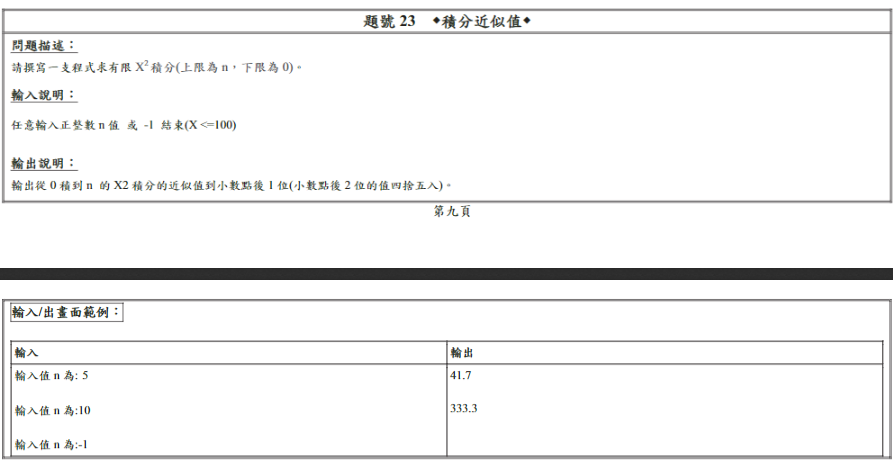 題號 23 ◆積分近似值◆
問題描述：
請撰寫一支程式求有限 X² 積分(上限為 n，下限為 0)。
輸入說明：
任意輸入正整數 n 值 或 -1 結束(X <=100)
輸出說明：
輸出從 0 積到 n 的 X2 積分的近似值到小數點後 1 位(小數點後 2 位的值四捨五入)。
第九頁
輸入/出畫面範例：
輸入 輸出
輸入值 n 為: 5 41.7
輸入值 n 為:10 333.3
輸入值 n 為:-1